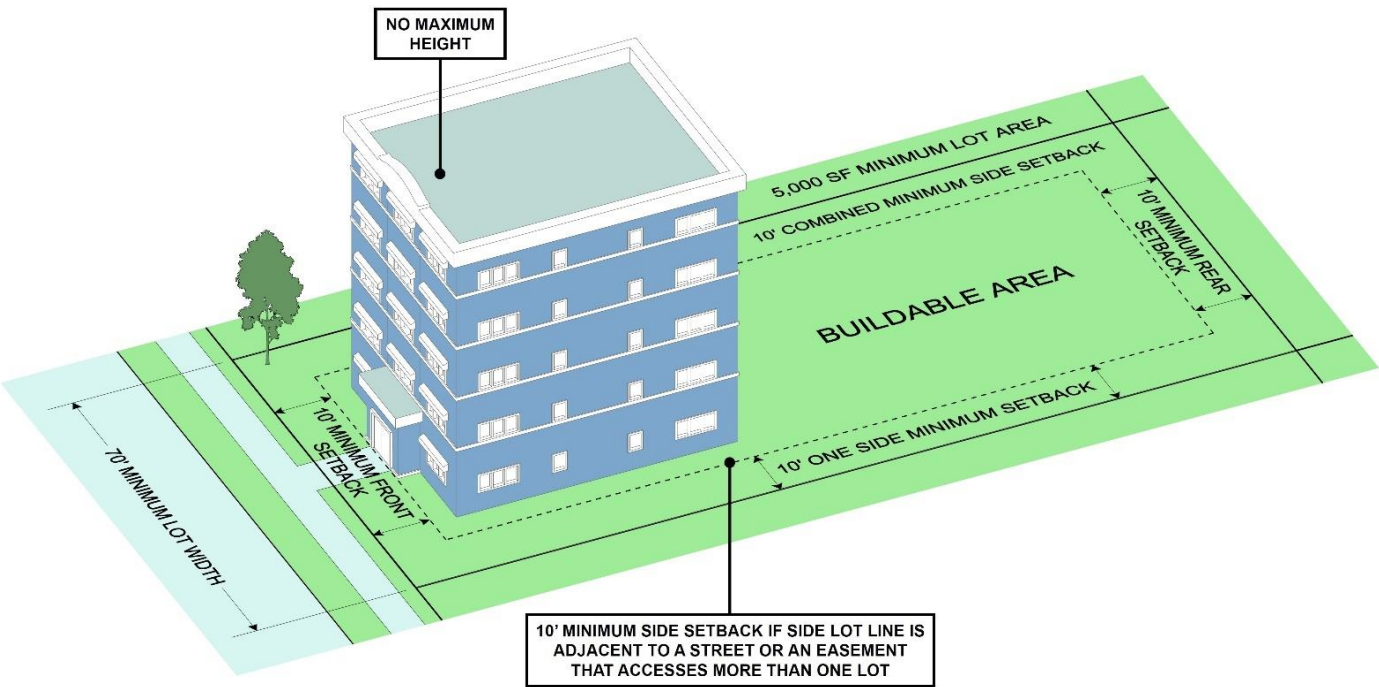 NO MAXIMUM
HEIGHT
5,000 SF MINIMUM LOT AREA
10' COMBINED MINIMUM SIDE SETBACK
10' MINIMUM REAR
SETBACK
BUILDABLE AREA
10' MINIMUM FRONT
SETBACK
10' ONE SIDE MINIMUM SETBACK
70' MINIMUM LOT WIDTH
10’ MINIMUM SIDE SETBACK IF SIDE LOT LINE IS
ADJACENT TO A STREET OR AN EASEMENT
THAT ACCESSES MORE THAN ONE LOT